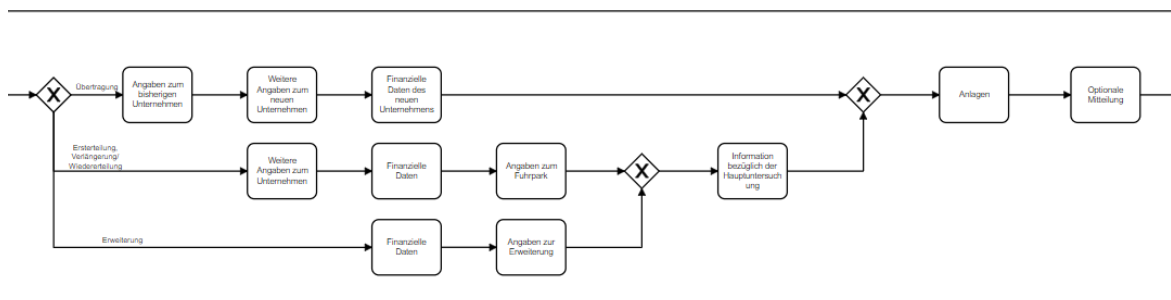 Übertragung
Angaben zum
bisherigen
Unternehmen
Weitere
Angaben zum
neuen
Unternehmen
Finanzielle
Daten des
neuen
Unternehmens
X
X
Anlagen
Optionale
Mitteilung
Ersterteilung,
Verlängerung/
Wiedererteilung
Weitere
Angaben zum
Unternehmen
Finanzielle
Daten
Angaben zum
Fuhrpark
X
Information
bezüglich der
Hauptuntersuch
ung
Erweiterung
Finanzielle
Daten
Angaben zur
Erweiterung